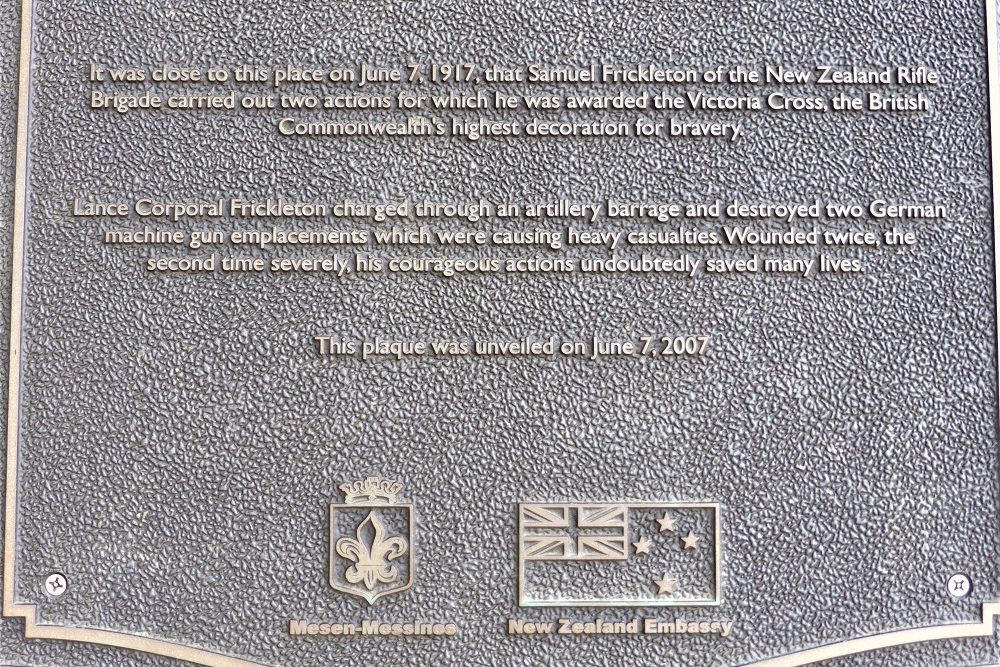 It was close to this place on June 7, 1917, that Samuel Frickleton of the New Zealand Rifle
Brigade carried out two actions for which he was awarded the Victoria Cross, the British
Commonwealth's highest decoration for bravery.
Lance Corporal Frickleton charged through an artillery barrage and destroyed two German
machine gun emplacements which were causing heavy casualties. Wounded twice, the
second time severely, his courageous actions undoubtedly saved many lives.
This plaque was unveiled on June 7, 2007
Mesen-Messines
New Zealand Embassy